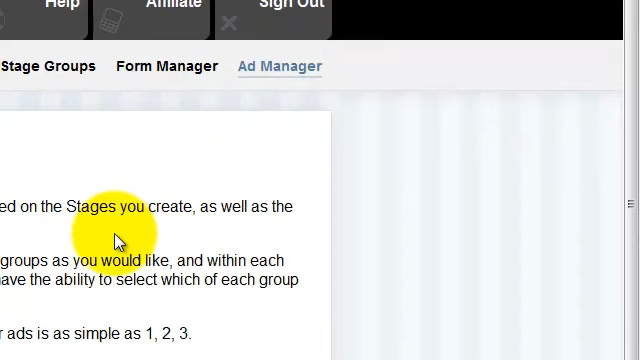 Help Affiliate Sign Out
Stage Groups Form Manager Ad Manager
ed on the Stages you create, as well as the
groups as you would like, and within each
have the ability to select which of each group
r ads is as simple as 1, 2, 3.